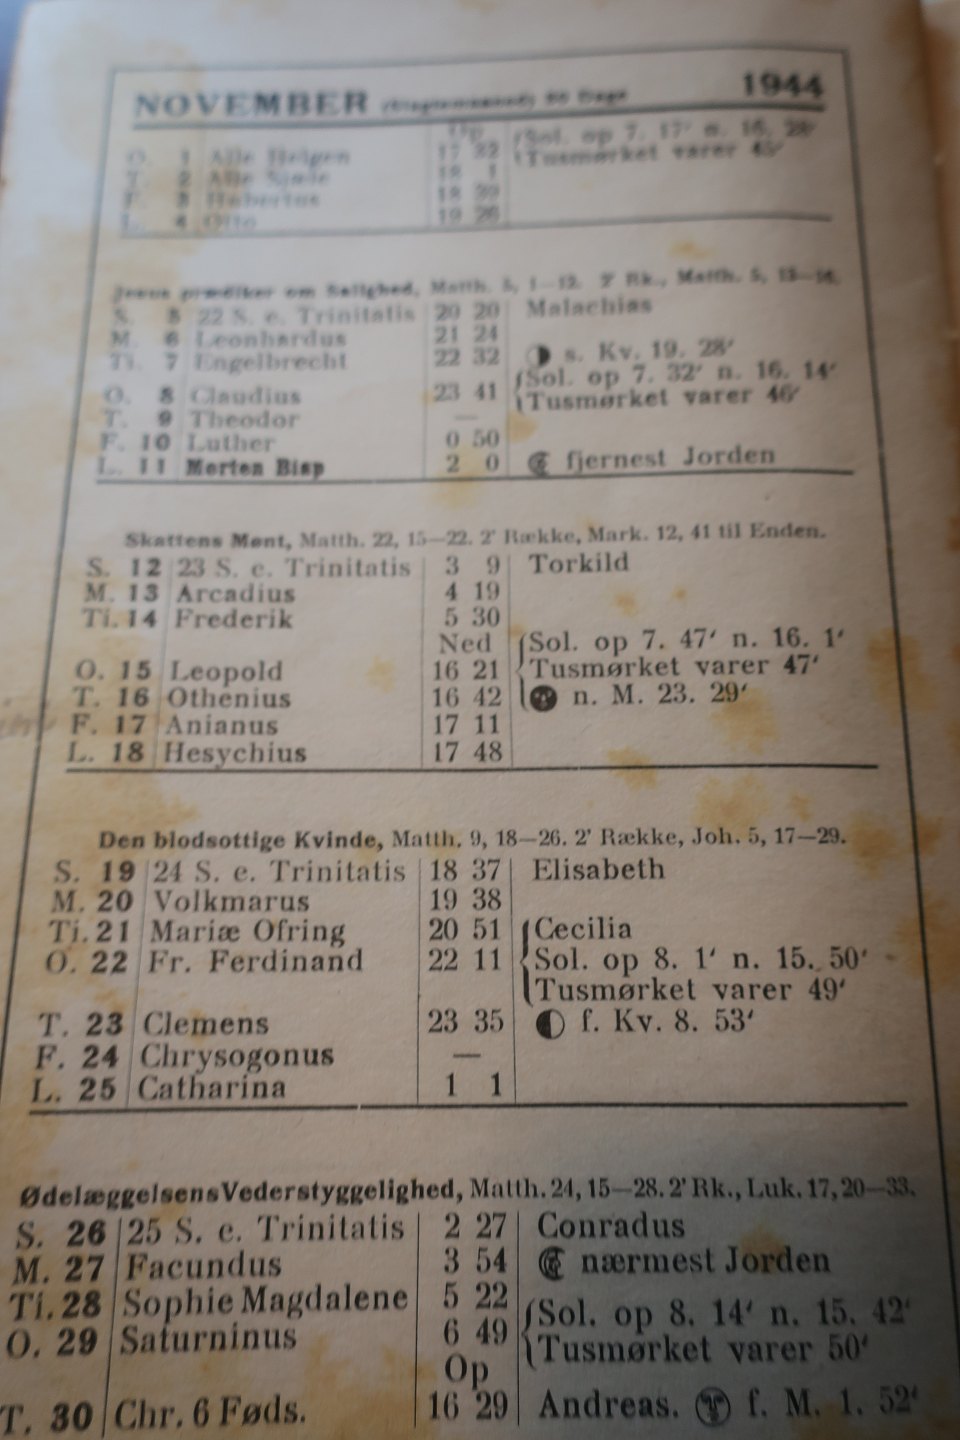 NOVEMBER (Slagtemaaned) 30 Dage 1944
Op
O. 1 Alle Helgen 17 32 Sol. op 7. 17′ n. 16. 28′
T. 2 Alle Sjæle 18 1 Tusmørket varer 45′
F. 3 Hubertus 18
L. 4 Otto 19 26
Jesus prædiker om Salighed, Matth. 5, 1—12. 2′ Rk., Matth. 5, 13—16.
S. 5 22 S. e. Trinitatis 20 20 Malachias
M. 6 Leonhardus 21 24
Ti. 7 Engelbrecht 22 32 s. Kv. 19. 28′
O. 8 Claudius 23 41 Sol. op 7. 32′ n. 16. 14′
T. 9 Theodor — Tusmørket varer 46′
F. 10 Luther 0 50
L. 11 Morten Bisp 2 0 fjernest Jorden
Skattens Mønt, Matth. 22, 15—22. 2′ Række, Mark. 12, 41 til Enden.
S. 12 23 S. e. Trinitatis 3 9 Torkild
M. 13 Arcadius 4 19
Ti. 14 Frederik 5 30
Ned Sol. op 7. 47′ n. 16. 1′
O. 15 Leopold 16 21 Tusmørket varer 47′
T. 16 Othenius 16 42 n. M. 23. 29′
F. 17 Anianus 17 11
L. 18 Hesychius 17 48
Den blodsottige Kvinde, Matth. 9, 18—26. 2′ Række, Joh. 5, 17—29.
S. 19 24 S. e. Trinitatis 18 37 Elisabeth
M. 20 Volkmarus 19 38
Ti. 21 Mariæ Ofring 20 51 Cecilia
O. 22 Fr. Ferdinand 22 11 Sol. op 8. 1′ n. 15. 50′
Tusmørket varer 49′
T. 23 Clemens 23 35 f. Kv. 8. 53′
F. 24 Chrysogonus —
L. 25 Catharina 1 1
Ødelæggelsens Vederstyggelighed, Matth. 24, 15—28. 2′ Rk., Luk. 17, 20—33.
S. 26 25 S. e. Trinitatis 2 27 Conradus
M. 27 Facundus 3 54 nærmest Jorden
Ti. 28 Sophie Magdalene 5 22 Sol. op 8. 14′ n. 15. 42′
O. 29 Saturninus 6 49 Tusmørket varer 50′
Op
T. 30 Chr. 6 Føds. 16 29 Andreas. f. M. 1. 52′